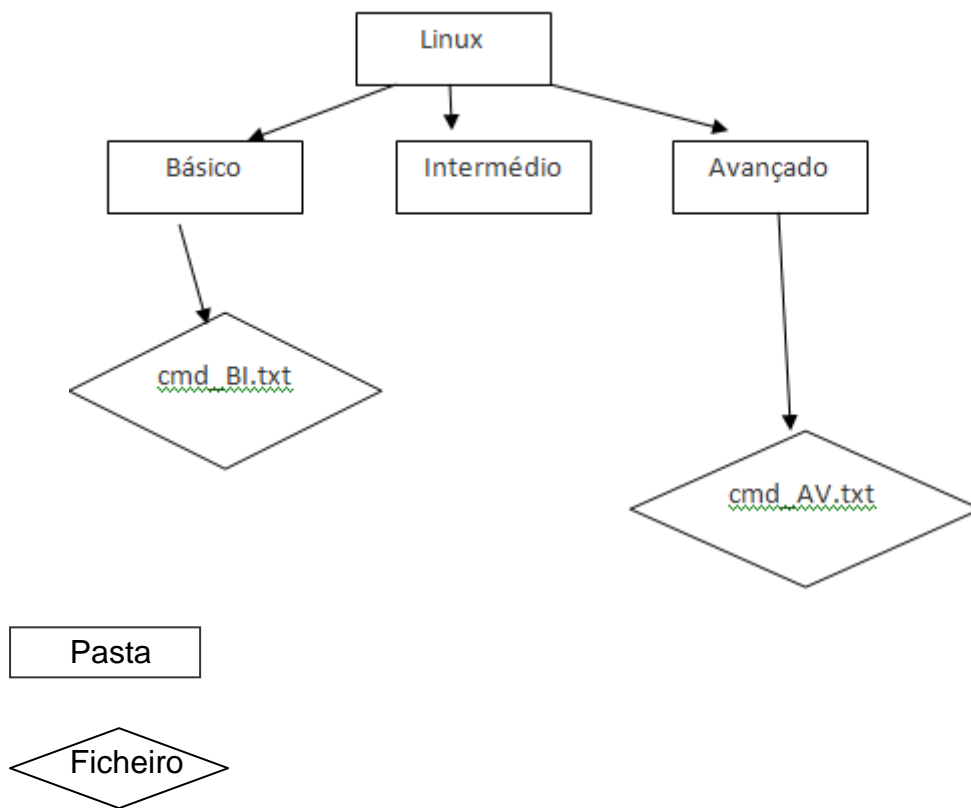 Linux
Básico
Intermédio
Avançado
cmd_BI.txt
cmd_AV.txt
Pasta
Ficheiro